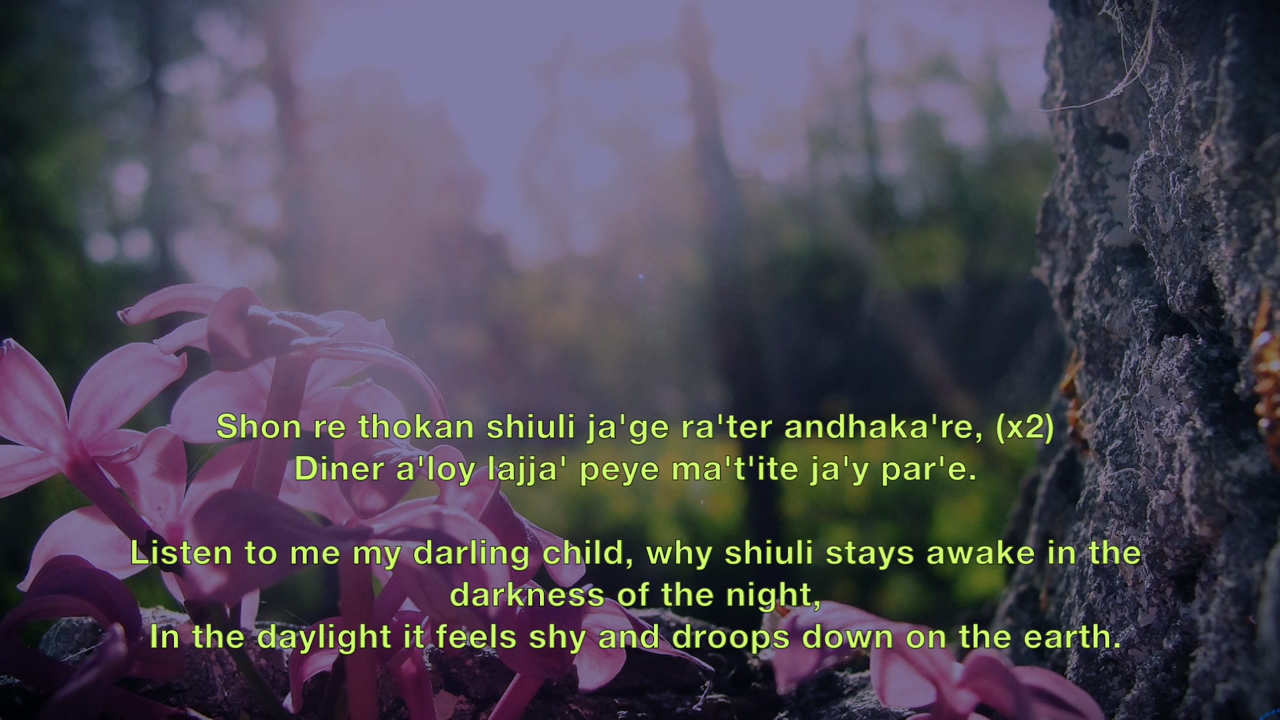 Shon re thokan shiuli ja'ge ra'ter andhaka're, (x2)
Diner a'loy lajja' peye ma't'ite ja'y par'e.
Listen to me my darling child, why shiuli stays awake in the
darkness of the night,
In the daylight it feels shy and droops down on the earth.